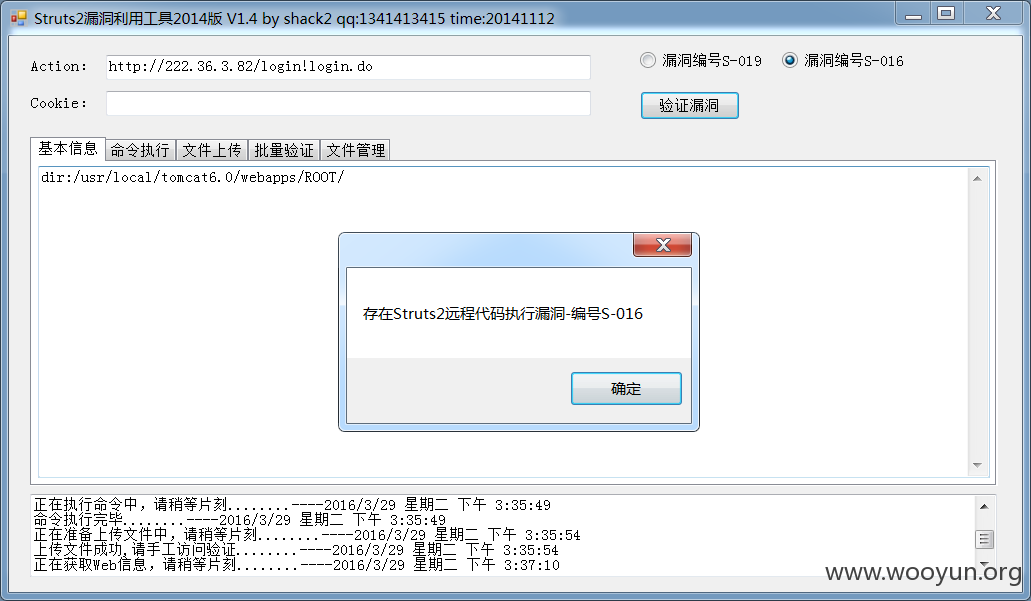 Struts2漏洞利用工具2014版 V1.4 by shack2 qq:1341413415 time:20141112
Action: http://222.36.3.82/login!login.do
漏洞编号S-019 漏洞编号S-016
Cookie:
验证漏洞
基本信息 命令执行 文件上传 批量验证 文件管理
dir:/usr/local/tomcat6.0/webapps/ROOT/
存在Struts2远程代码执行漏洞-编号S-016
确定
正在执行命令中，请稍等片刻........----2016/3/29 星期二 下午 3:35:49
命令执行完毕........----2016/3/29 星期二 下午 3:35:49
正在准备上传文件中，请稍等片刻........----2016/3/29 星期二 下午 3:35:54
上传文件成功,请手工访问验证........----2016/3/29 星期二 下午 3:35:54
正在获取Web信息，请稍等片刻........----2016/3/29 星期二 下午 3:37:10
www.wooyun.org